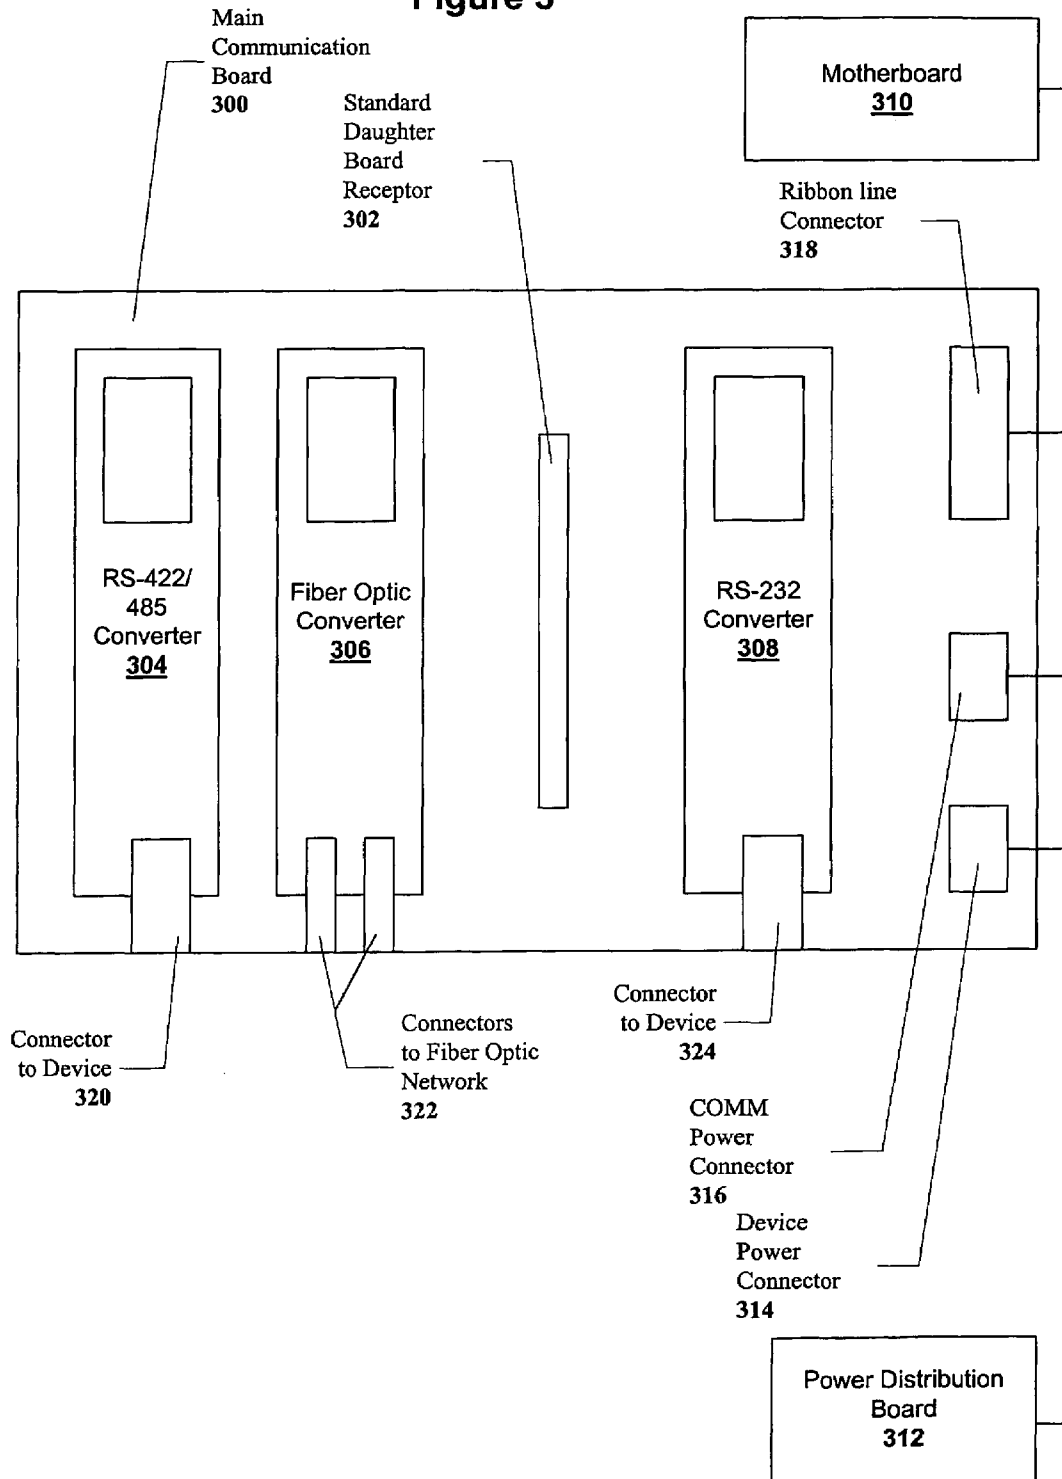 Figure 3
Main
Communication
Board
300
Standard
Daughter
Board
Receptor
302
Motherboard
310
Ribbon line
Connector
318
RS-422/
485
Converter
304
Fiber Optic
Converter
306
RS-232
Converter
308
Connector
to Device
320
Connectors
to Fiber Optic
Network
322
Connector
to Device
324
COMM
Power
Connector
316
Device
Power
Connector
314
Power Distribution
Board
312